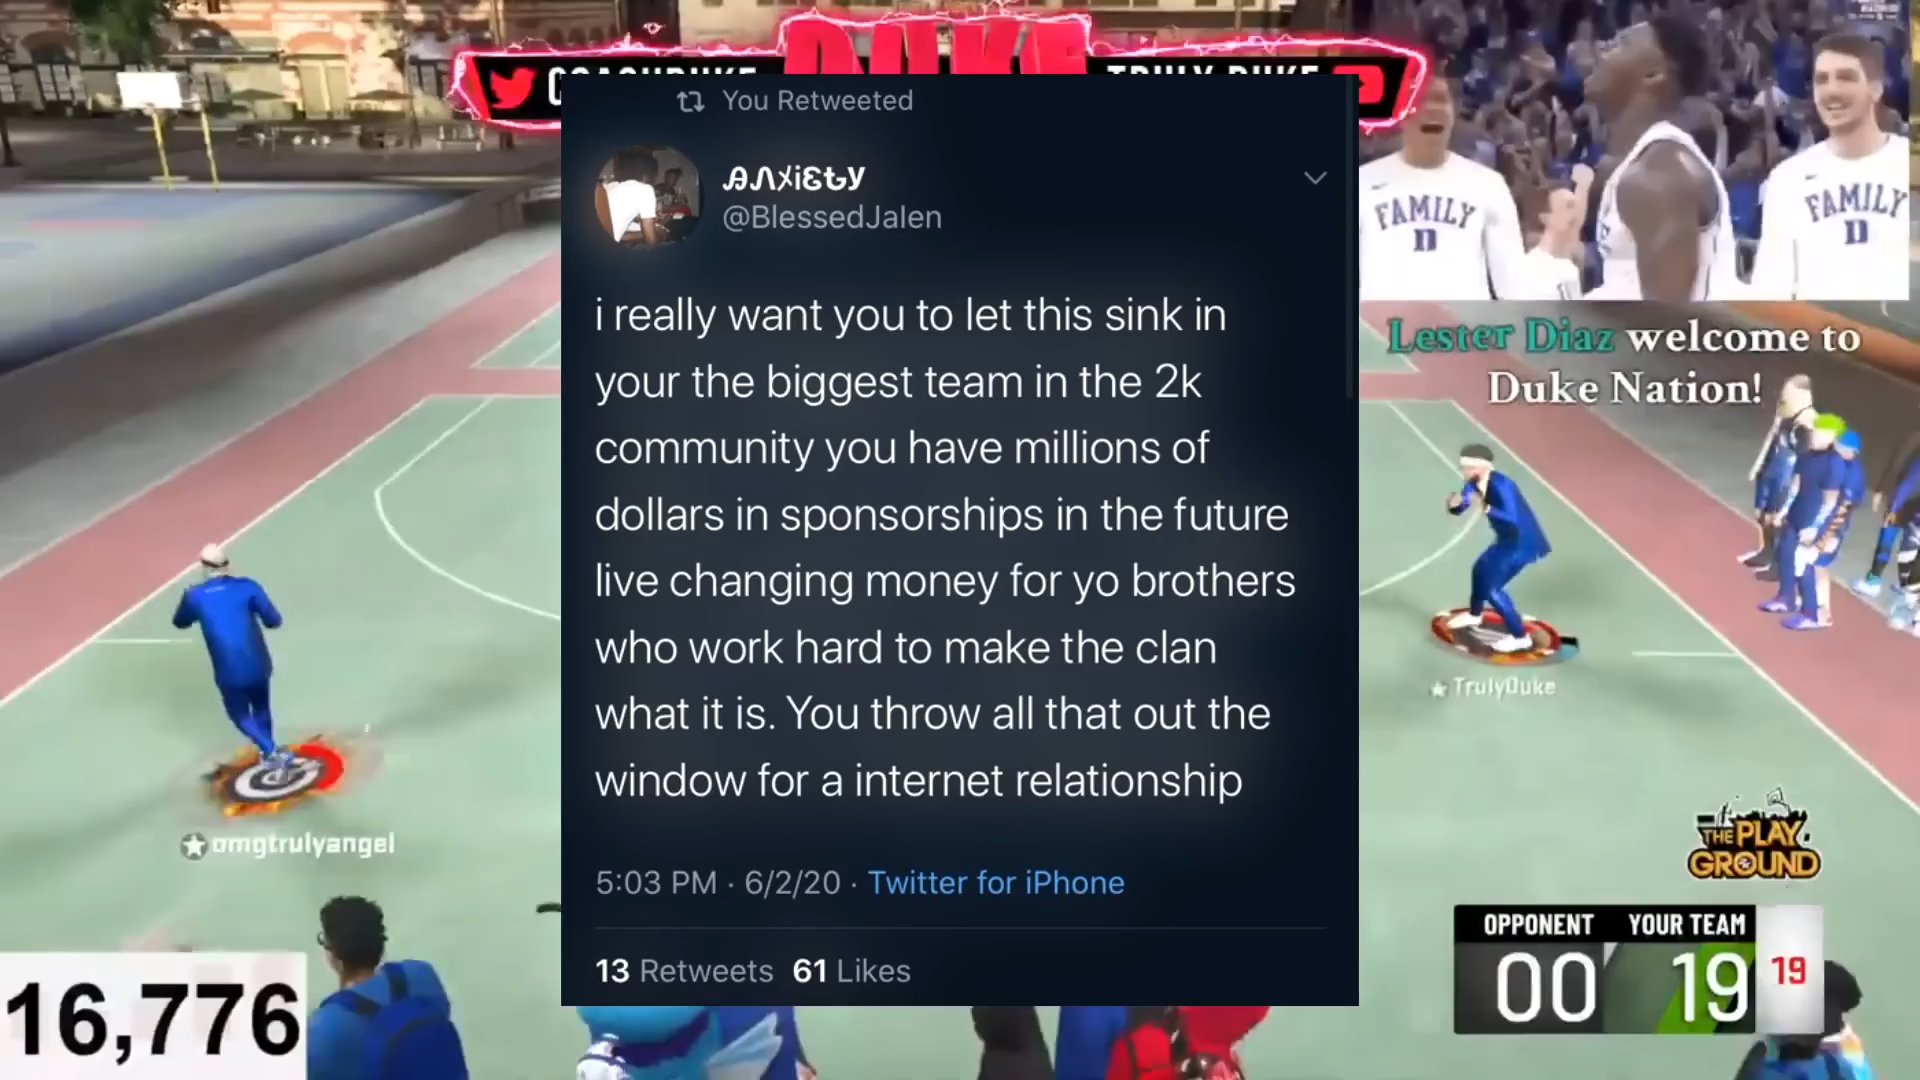 DUKE
You Retweeted
anxiety
@BlessedJalen
i really want you to let this sink in
your the biggest team in the 2k
community you have millions of
dollars in sponsorships in the future
live changing money for yo brothers
who work hard to make the clan
what it is. You throw all that out the
window for a internet relationship
5:03 PM · 6/2/20 · Twitter for iPhone
13 Retweets 61 Likes
FAMILY
D
FAMILY
D
Lester Diaz welcome to
Duke Nation!
TrulyDuke
omgtrulyangel
THE PLAY
GROUND
OPPONENT YOUR TEAM
00 19 19
16,776